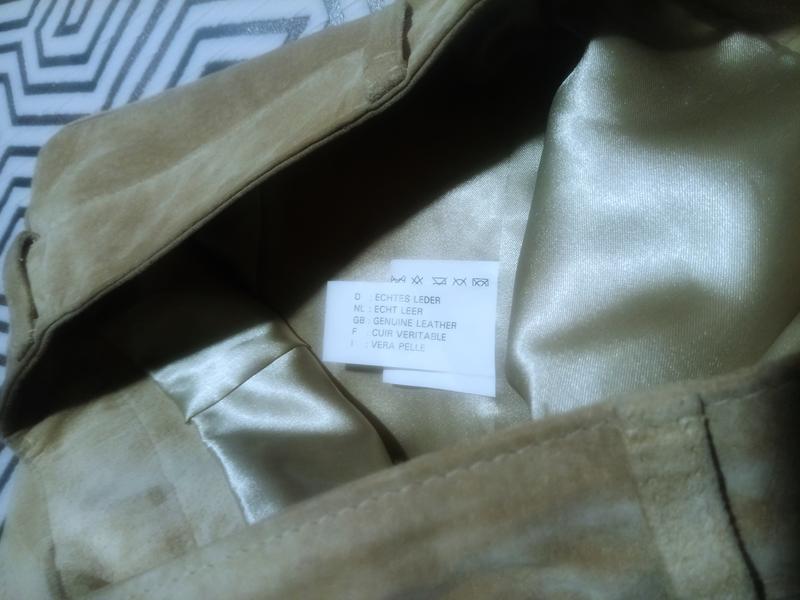 D : ECHTES LEDER
NL : ECHT LEER
GB : GENUINE LEATHER
F : CUIR VERITABLE
I : VERA PELLE